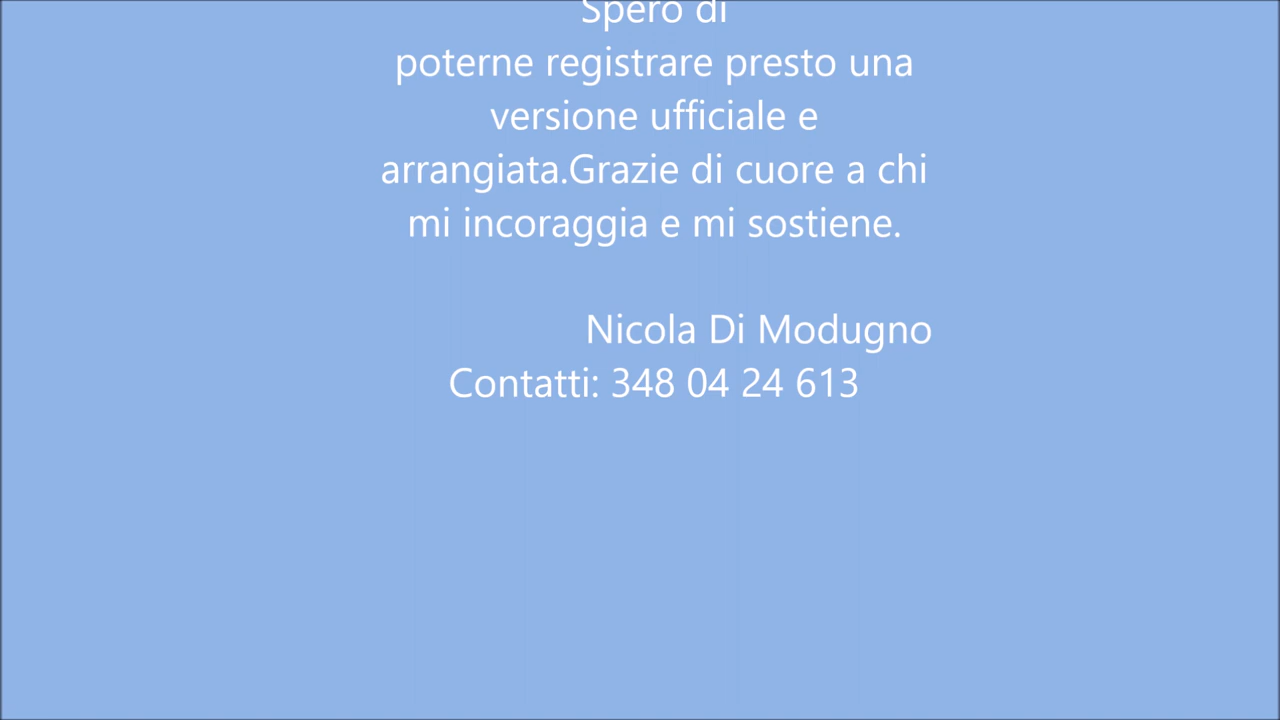 Spero di
poterne registrare presto una
versione ufficiale e
arrangiata.Grazie di cuore a chi
mi incoraggia e mi sostiene.
Nicola Di Modugno
Contatti: 348 04 24 613